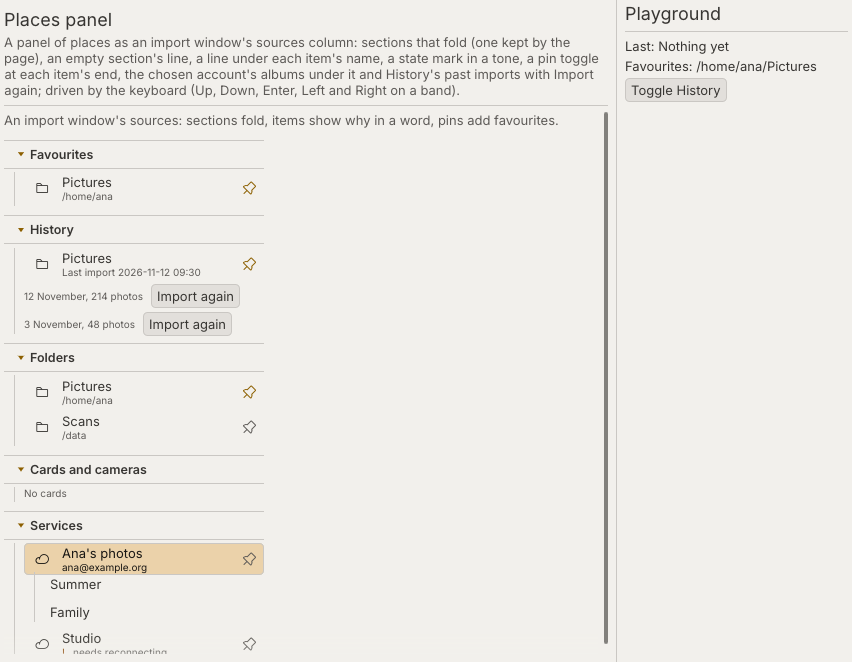 Places panel
A panel of places as an import window's sources column: sections that fold (one kept by the
page), an empty section's line, a line under each item's name, a state mark in a tone, a pin toggle
at each item's end, the chosen account's albums under it and History's past imports with Import
again; driven by the keyboard (Up, Down, Enter, Left and Right on a band).
An import window's sources: sections fold, items show why in a word, pins add favourites.
Favourites
Pictures
/home/ana
History
Pictures
Last import 2026-11-12 09:30
12 November, 214 photos Import again
3 November, 48 photos Import again
Folders
Pictures
/home/ana
Scans
/data
Cards and cameras
No cards
Services
Ana's photos
ana@example.org
Summer
Family
Studio
needs reconnecting
Playground
Last: Nothing yet
Favourites: /home/ana/Pictures
Toggle History